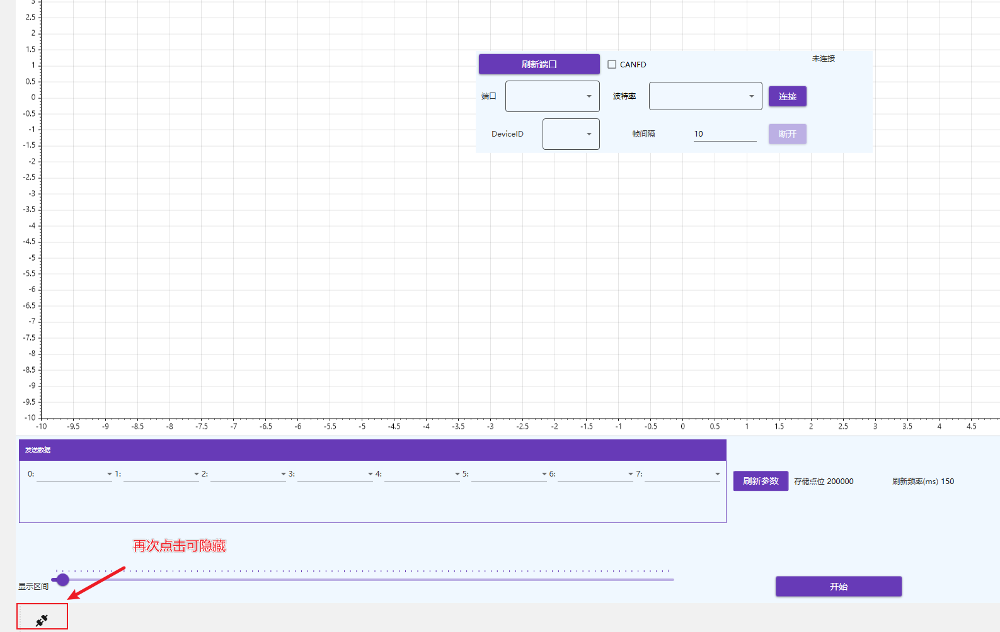 3
2.5
2
1.5
1
0.5
0
-0.5
-1
-1.5
-2
-2.5
-3
-3.5
-4
-4.5
-5
-5.5
-6
-6.5
-7
-7.5
-8
-8.5
-9
-9.5
-10
-10 -9.5 -9 -8.5 -8 -7.5 -7 -6.5 -6 -5.5 -5 -4.5 -4 -3.5 -3 -2.5 -2 -1.5 -1 -0.5 0 0.5 1 1.5 2 2.5 3 3.5 4 4.5
刷新端口 CANFD 未连接
端口 波特率 连接
DeviceID 帧间隔 10 断开
发送数据
0: 1: 2: 3: 4: 5: 6: 7:
刷新参数 存储点位 200000 刷新频率(ms) 150
再次点击可隐藏
显示区间
开始